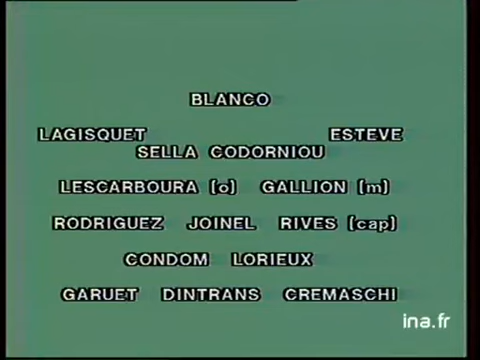 BLANCO
LAGISQUET ESTEVE
SELLA CODORNIOU
LESCARBOURA (o) GALLION (m)
RODRIGUEZ JOINEL RIVES (cap)
CONDOM LORIEUX
GARUET DINTRANS CREMASCHI
ina.fr